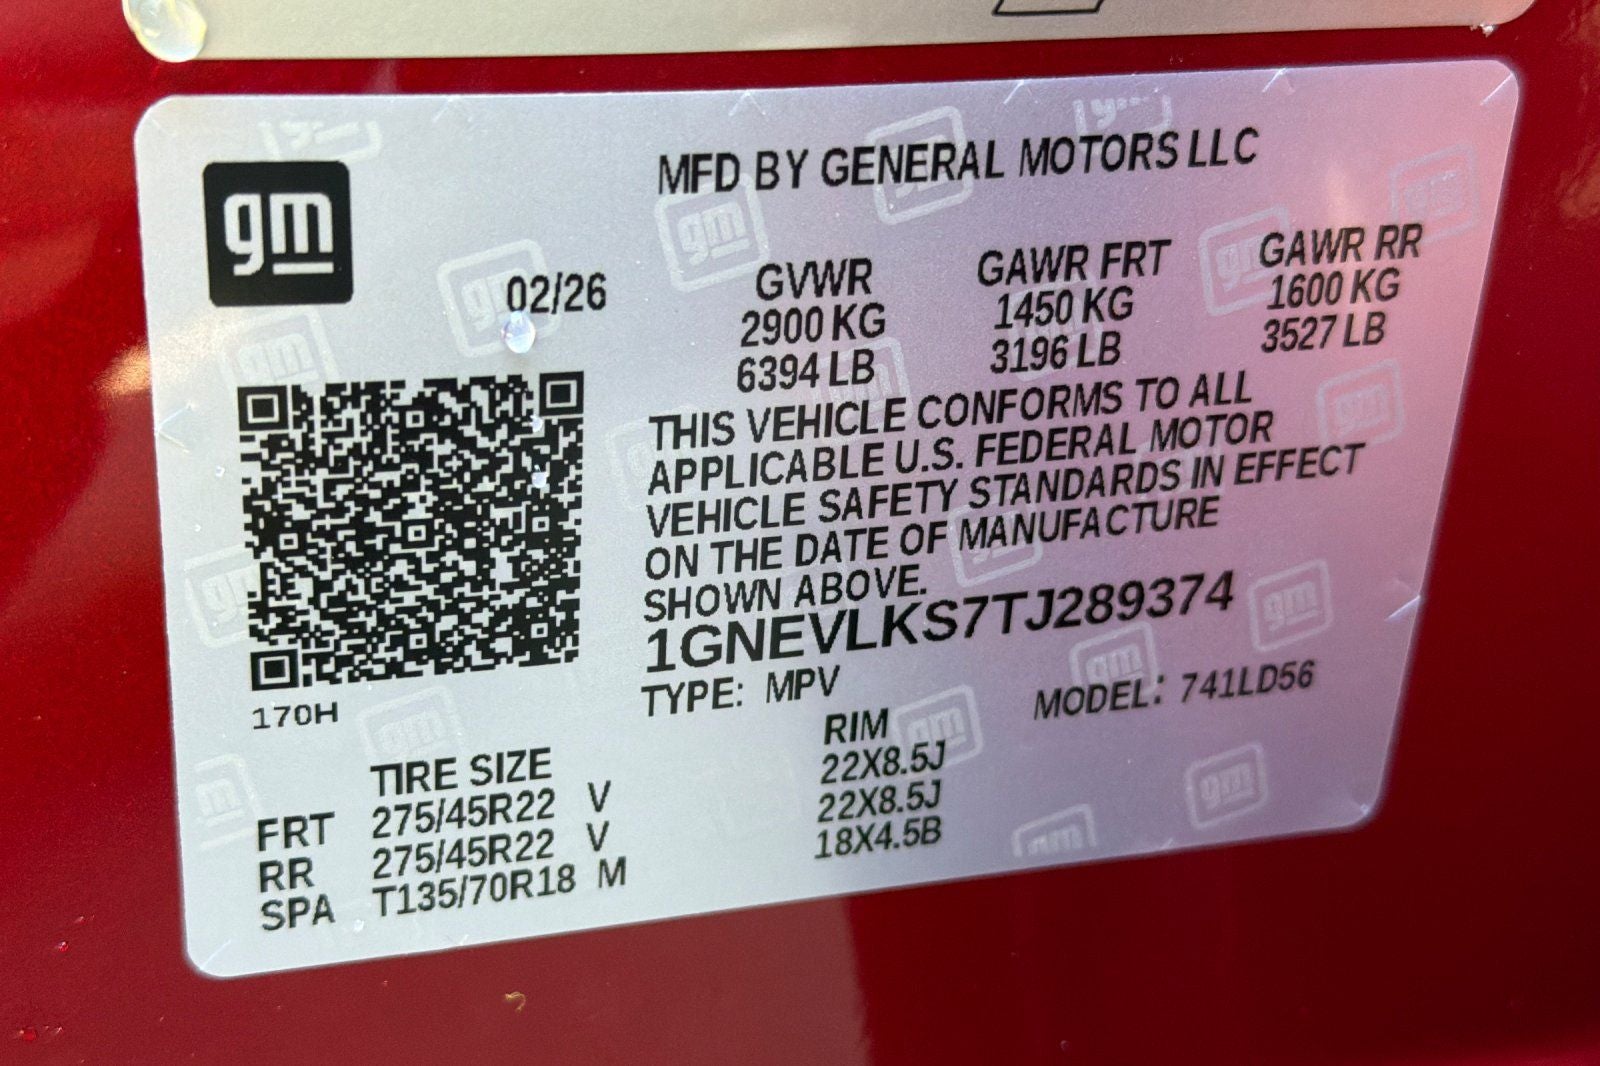 gm
MFD BY GENERAL MOTORS LLC
02/26
GVWR GAWR FRT GAWR RR
2900 KG 1450 KG 1600 KG
6394 LB 3196 LB 3527 LB
THIS VEHICLE CONFORMS TO ALL
APPLICABLE U.S. FEDERAL MOTOR
VEHICLE SAFETY STANDARDS IN EFFECT
ON THE DATE OF MANUFACTURE
SHOWN ABOVE.
1GNEVLKS7TJ289374
TYPE: MPV MODEL: 741LD56
170H
TIRE SIZE RIM
FRT 275/45R22 V 22X8.5J
RR 275/45R22 V 22X8.5J
SPA T135/70R18 M 18X4.5B